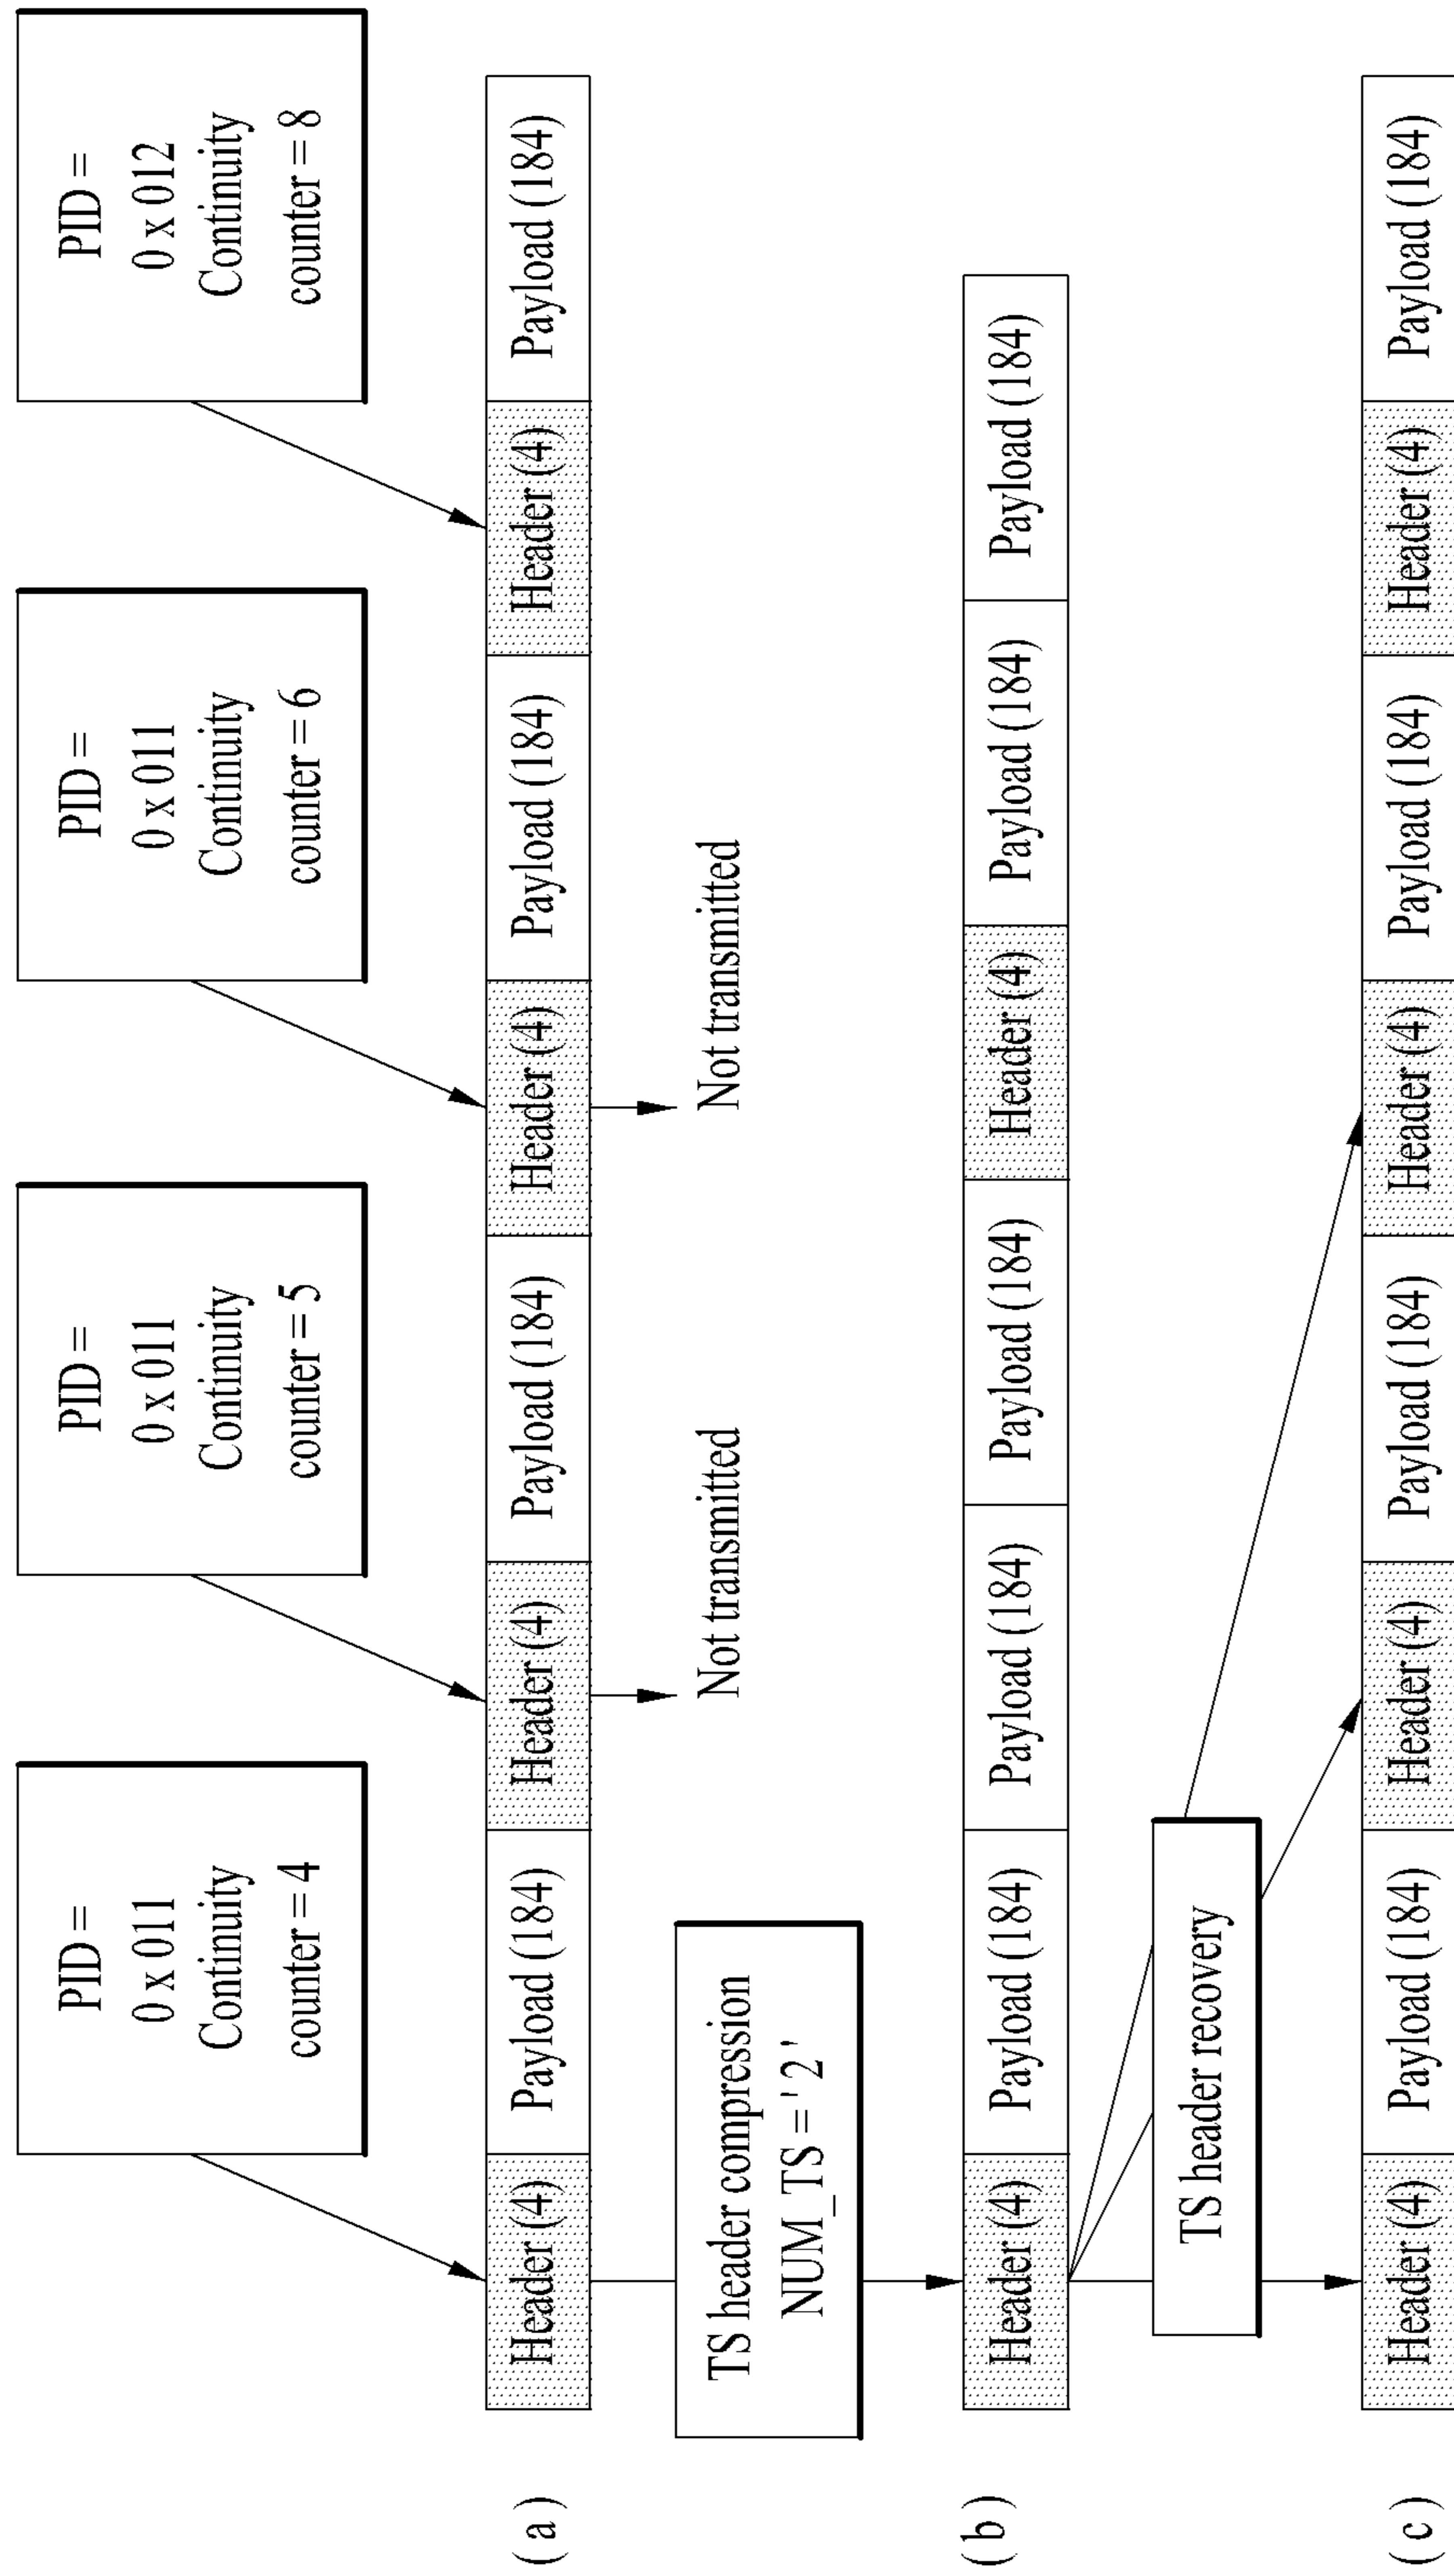 PID =
0 x 011
Continuity
counter = 4
PID =
0 x 011
Continuity
counter = 5
PID =
0 x 011
Continuity
counter = 6
PID =
0 x 012
Continuity
counter = 8
( a )
Header (4)
Payload (184)
Header (4)
Payload (184)
Header (4)
Payload (184)
Header (4)
Payload (184)
TS header compression
NUM_TS = ' 2 '
Not transmitted
Not transmitted
( b )
Header (4)
Payload (184)
Payload (184)
Payload (184)
Header (4)
Payload (184)
Payload (184)
TS header recovery
( c )
Header (4)
Payload (184)
Header (4)
Payload (184)
Header (4)
Payload (184)
Header (4)
Payload (184)